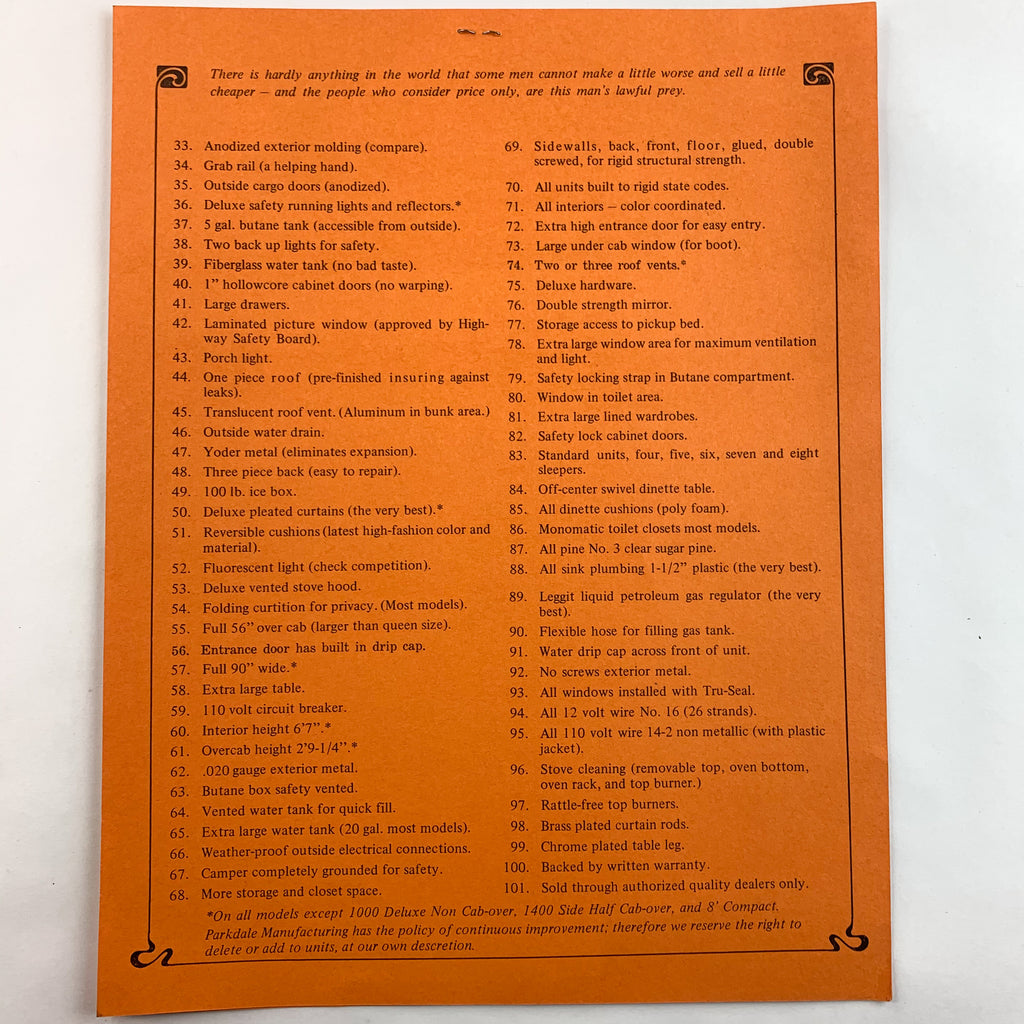 There is hardly anything in the world that some men cannot make a little worse and sell a little
cheaper — and the people who consider price only, are this man's lawful prey.
33. Anodized exterior molding (compare).
34. Grab rail (a helping hand).
35. Outside cargo doors (anodized).
36. Deluxe safety running lights and reflectors.*
37. 5 gal. butane tank (accessible from outside).
38. Two back up lights for safety.
39. Fiberglass water tank (no bad taste).
40. 1” hollowcore cabinet doors (no warping).
41. Large drawers.
42. Laminated picture window (approved by High-
way Safety Board).
43. Porch light.
44. One piece roof (pre-finished insuring against
leaks).
45. Translucent roof vent. (Aluminum in bunk area.)
46. Outside water drain.
47. Yoder metal (eliminates expansion).
48. Three piece back (easy to repair).
49. 100 lb. ice box.
50. Deluxe pleated curtains (the very best).*
51. Reversible cushions (latest high-fashion color and
material).
52. Fluorescent light (check competition).
53. Deluxe vented stove hood.
54. Folding curtition for privacy. (Most models).
55. Full 56” over cab (larger than queen size).
56. Entrance door has built in drip cap.
57. Full 90” wide.*
58. Extra large table.
59. 110 volt circuit breaker.
60. Interior height 6’7”.*
61. Overcab height 2’9-1/4”.*
62. .020 gauge exterior metal.
63. Butane box safety vented.
64. Vented water tank for quick fill.
65. Extra large water tank (20 gal. most models).
66. Weather-proof outside electrical connections.
67. Camper completely grounded for safety.
68. More storage and closet space.
69. Sidewalls, back, front, floor, glued, double
screwed, for rigid structural strength.
70. All units built to rigid state codes.
71. All interiors — color coordinated.
72. Extra high entrance door for easy entry.
73. Large under cab window (for boot).
74. Two or three roof vents.*
75. Deluxe hardware.
76. Double strength mirror.
77. Storage access to pickup bed.
78. Extra large window area for maximum ventilation
and light.
79. Safety locking strap in Butane compartment.
80. Window in toilet area.
81. Extra large lined wardrobes.
82. Safety lock cabinet doors.
83. Standard units, four, five, six, seven and eight
sleepers.
84. Off-center swivel dinette table.
85. All dinette cushions (poly foam).
86. Monomatic toilet closets most models.
87. All pine No. 3 clear sugar pine.
88. All sink plumbing 1-1/2” plastic (the very best).
89. Leggit liquid petroleum gas regulator (the very
best).
90. Flexible hose for filling gas tank.
91. Water drip cap across front of unit.
92. No screws exterior metal.
93. All windows installed with Tru-Seal.
94. All 12 volt wire No. 16 (26 strands).
95. All 110 volt wire 14-2 non metallic (with plastic
jacket).
96. Stove cleaning (removable top, oven bottom,
oven rack, and top burner.)
97. Rattle-free top burners.
98. Brass plated curtain rods.
99. Chrome plated table leg.
100. Backed by written warranty.
101. Sold through authorized quality dealers only.
*On all models except 1000 Deluxe Non Cab-over, 1400 Side Half Cab-over, and 8’ Compact.
Parkdale Manufacturing has the policy of continuous improvement; therefore we reserve the right to
delete or add to units, at our own descretion.